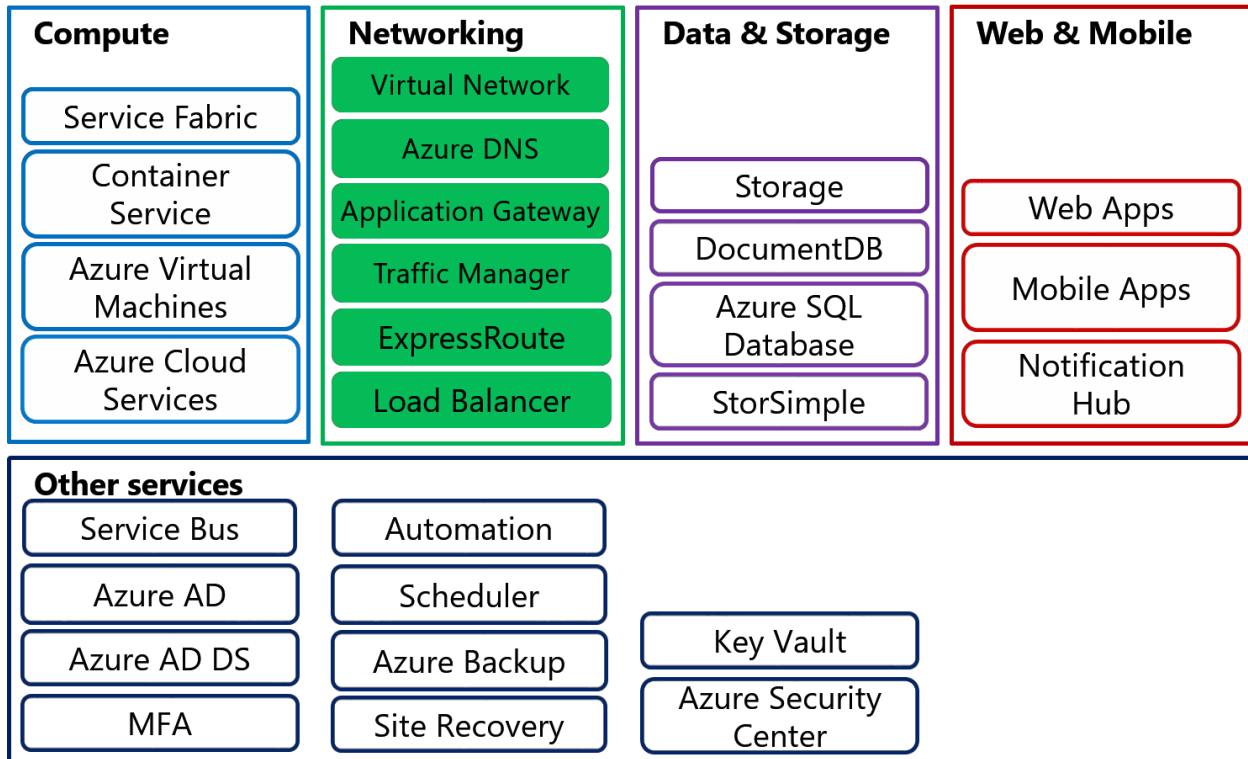 Compute
Service Fabric
Container
Service
Azure Virtual
Machines
Azure Cloud
Services
Networking
Virtual Network
Azure DNS
Application Gateway
Traffic Manager
ExpressRoute
Load Balancer
Data & Storage
Storage
DocumentDB
Azure SQL
Database
StorSimple
Web & Mobile
Web Apps
Mobile Apps
Notification
Hub
Other services
Service Bus
Azure AD
Azure AD DS
MFA
Automation
Scheduler
Azure Backup
Site Recovery
Key Vault
Azure Security
Center